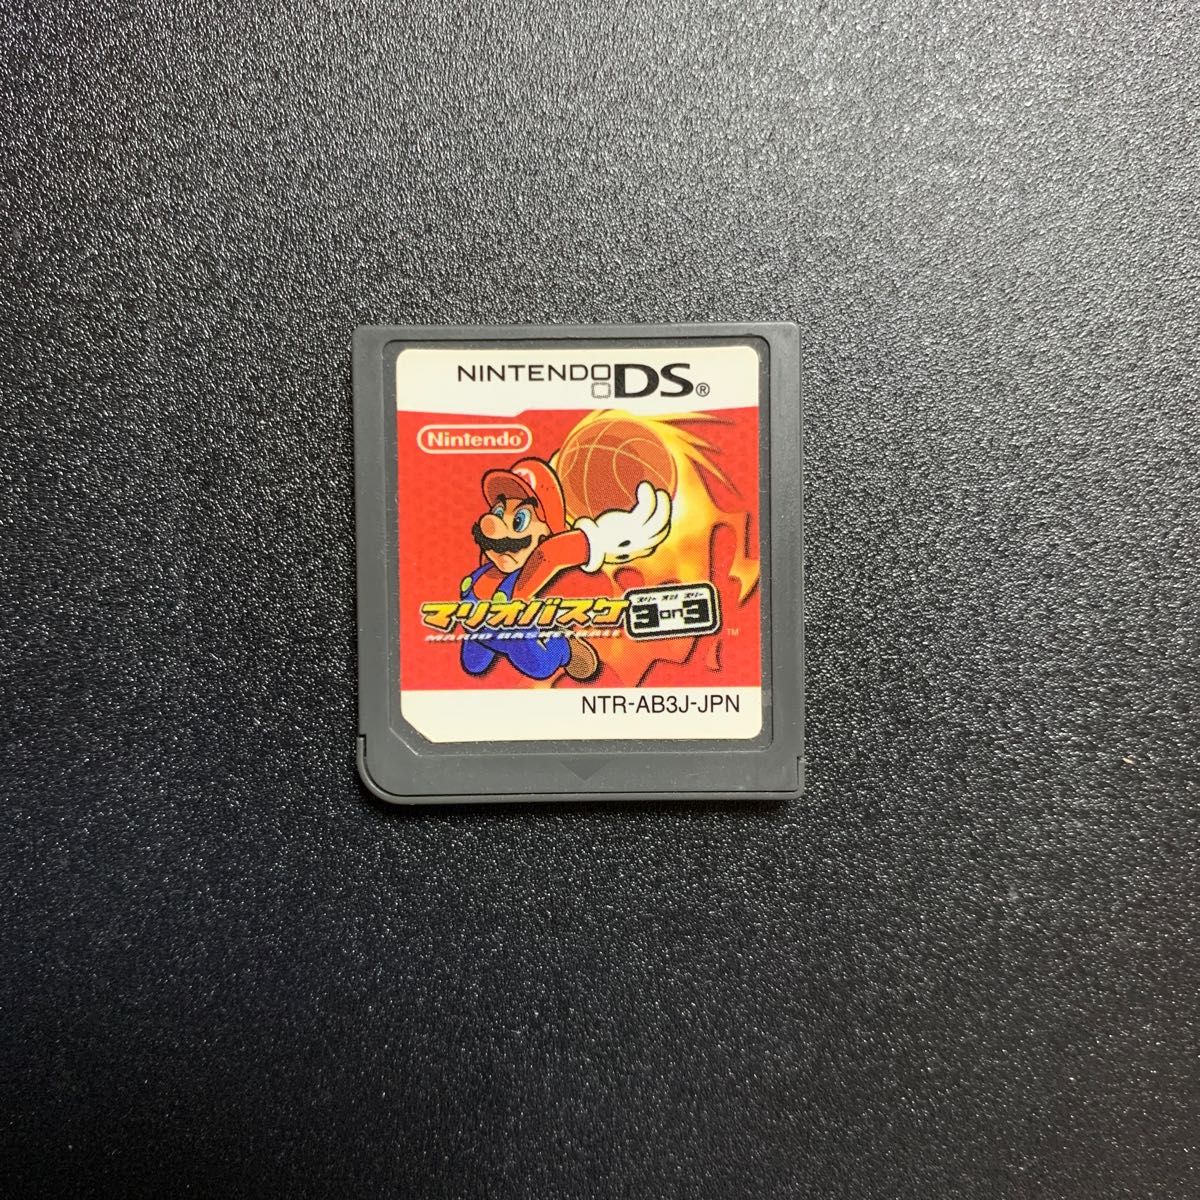 NINTENDO DS®
Nintendo®
M
マリオバスケ
スリー オン スリー
3on3
MARIO BASKETBALL
TM
NTR-AB3J-JPN